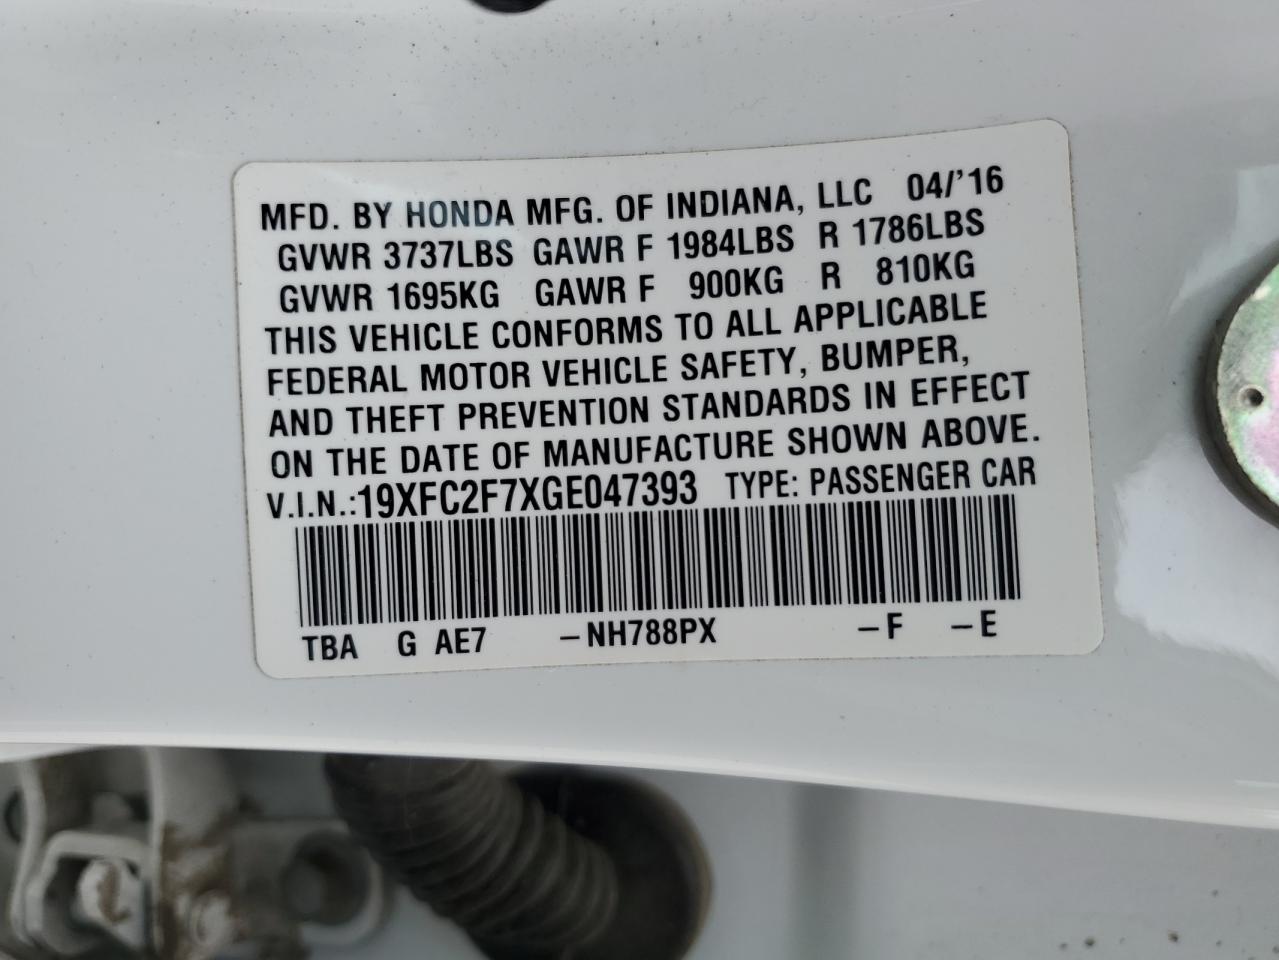 MFD. BY HONDA MFG. OF INDIANA, LLC 04/'16
GVWR 3737LBS GAWR F 1984LBS R 1786LBS
GVWR 1695KG GAWR F 900KG R 810KG
THIS VEHICLE CONFORMS TO ALL APPLICABLE
FEDERAL MOTOR VEHICLE SAFETY, BUMPER,
AND THEFT PREVENTION STANDARDS IN EFFECT
ON THE DATE OF MANUFACTURE SHOWN ABOVE.
V.I.N.:19XFC2F7XGE047393 TYPE: PASSENGER CAR
TBA G AE7 –NH788PX –F –E